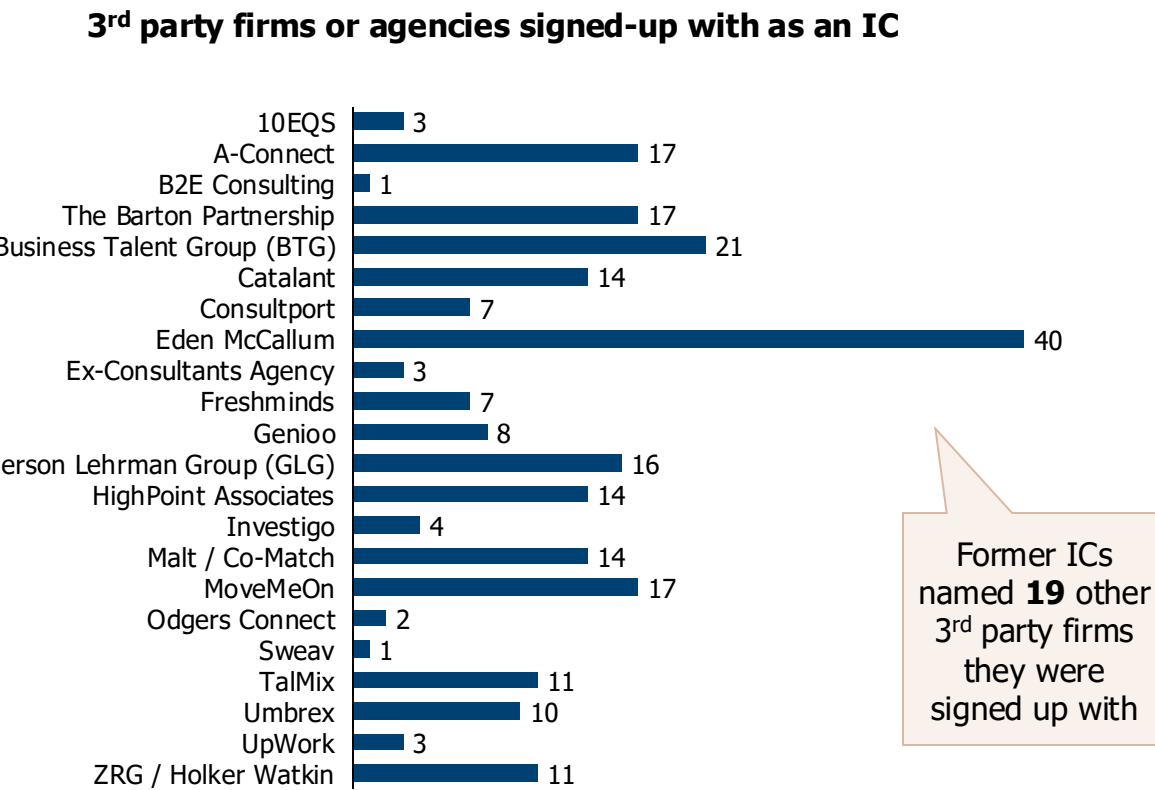 3rd party firms or agencies signed-up with as an IC
10EQS 3
A-Connect 17
B2E Consulting 1
The Barton Partnership 17
Business Talent Group (BTG) 21
Catalant 14
Consultport 7
Eden McCallum 40
Ex-Consultants Agency 3
Freshminds 7
Genioo 8
erson Lehrman Group (GLG) 16
HighPoint Associates 14
Investigo 4
Malt / Co-Match 14
MoveMeOn 17
Odgers Connect 2
Sweav 1
TalMix 11
Umbrex 10
UpWork 3
ZRG / Holker Watkin 11
Former ICs
named 19 other
3rd party firms
they were
signed up with